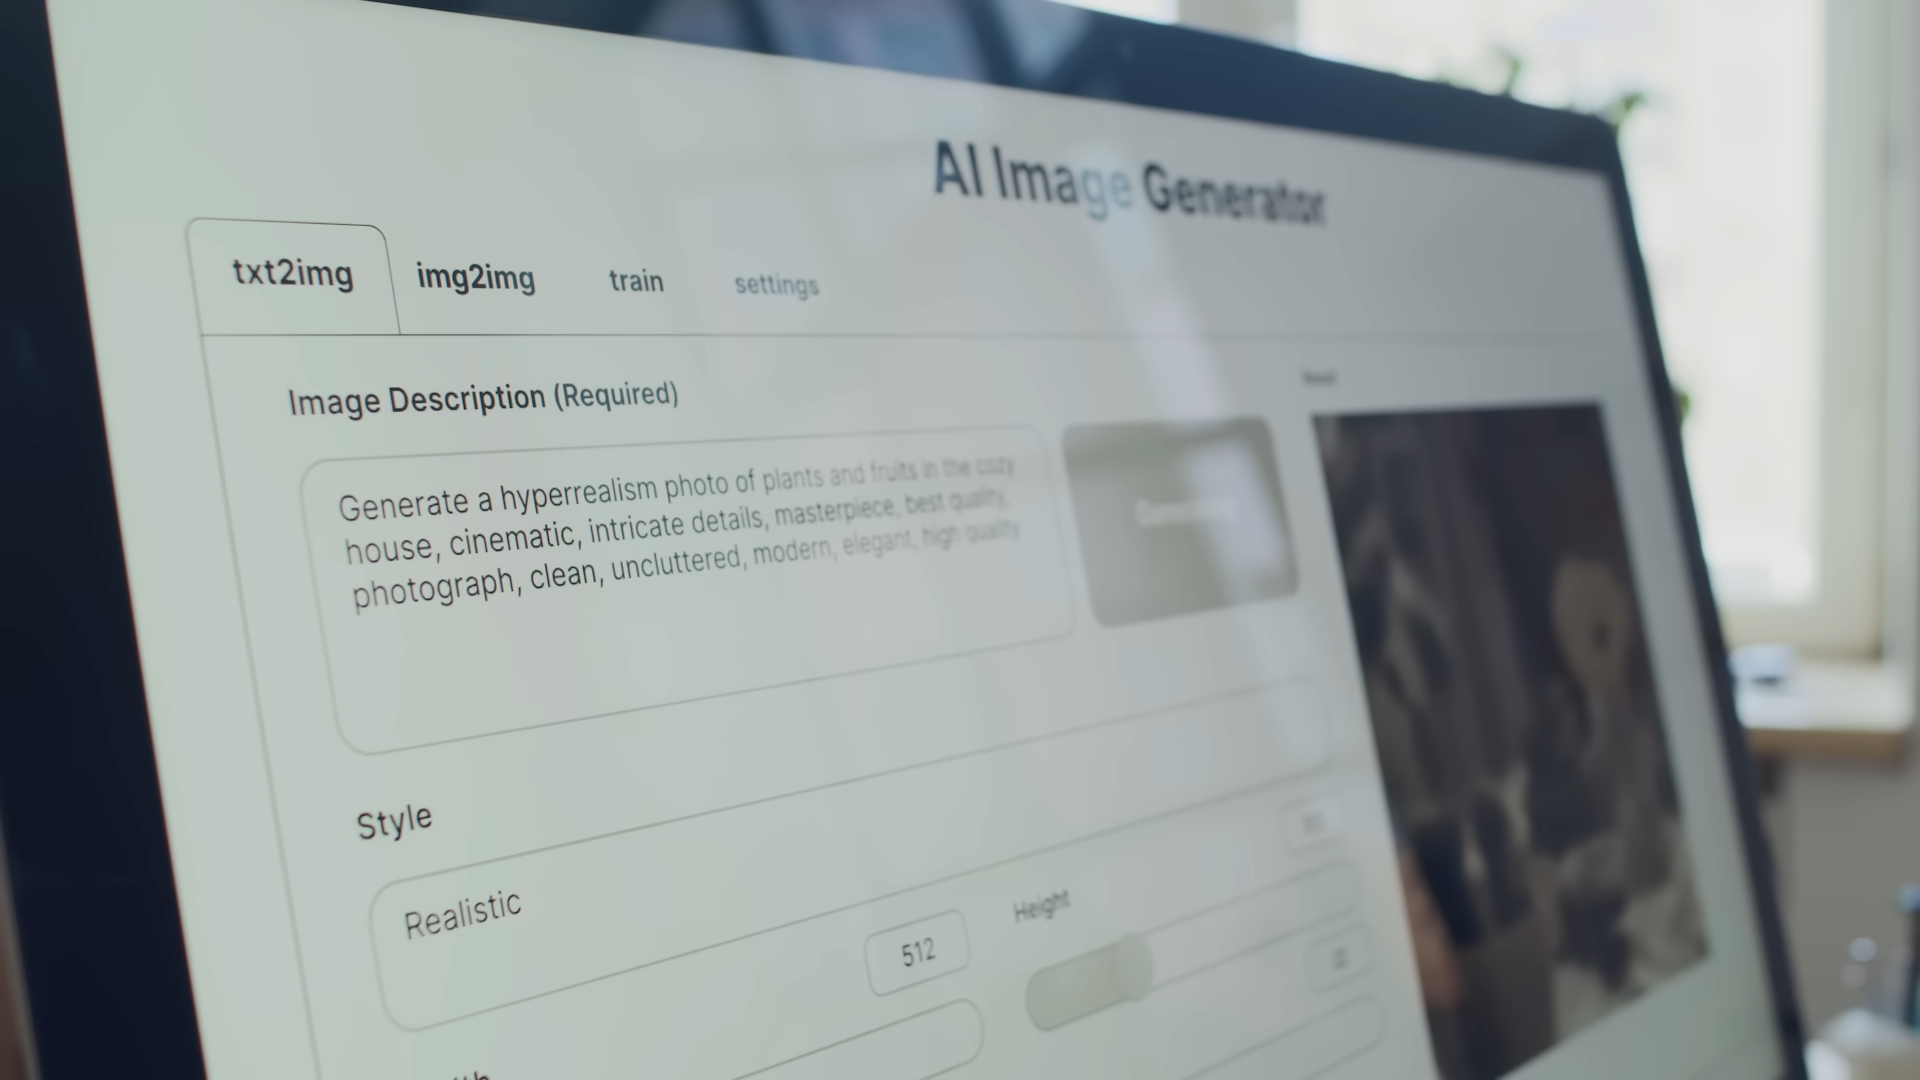 AI Image Generator
txt2img
img2img
train
settings
Image Description (Required)
Generate a hyperrealism photo of plants and fruits in the cozy
house, cinematic, intricate details, masterpiece, best quality,
photograph, clean, uncluttered, modern, elegant, high quality
Style
Realistic
512
Height